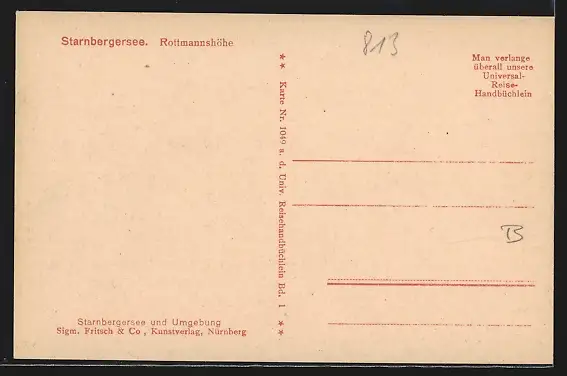 Starnbergersee. Rottmannshöhe
813
Man verlange
überall unsere
Universal-
Reise-
Handbüchlein
** Karte Nr. 1049 a. d. Univ. Reisehandbüchlein Bd. 1 **
B
Starnbergersee und Umgebung
Sigm. Fritsch & Co., Kunstverlag, Nürnberg